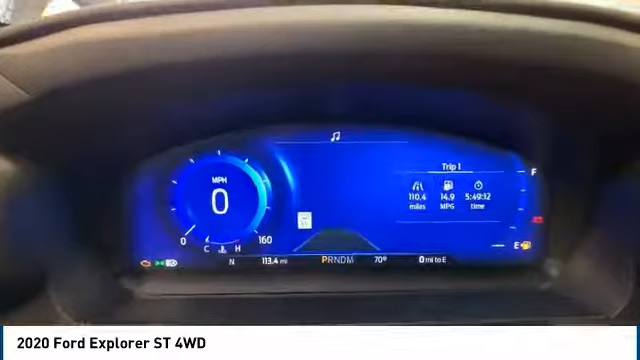 Trip 1
F
MPH
0
110.4 14.9 5:49:12
miles MPG time
0 160
C H
E
N 113.4 mi PRNDM 70° 0 mi to E
2020 Ford Explorer ST 4WD